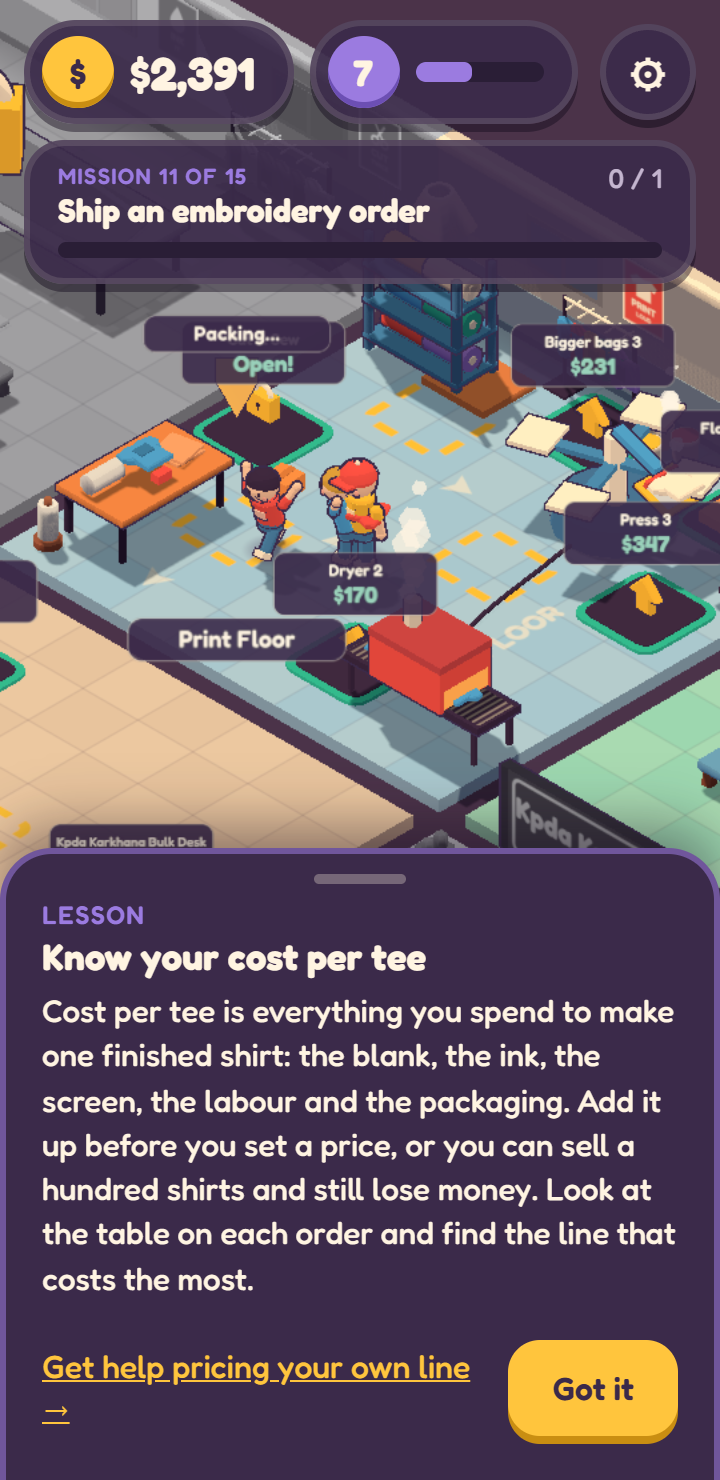 $ $2,391
7
MISSION 11 OF 15
0 / 1
Ship an embroidery order
PRINT
Packing...
Open!
Bigger bags 3
$231
Press 3
$347
Dryer 2
$170
LOOR
Print Floor
Kpda K
Kpda Karkhana Bulk Desk
LESSON
Know your cost per tee
Cost per tee is everything you spend to make
one finished shirt: the blank, the ink, the
screen, the labour and the packaging. Add it
up before you set a price, or you can sell a
hundred shirts and still lose money. Look at
the table on each order and find the line that
costs the most.
Get help pricing your own line
→
Got it